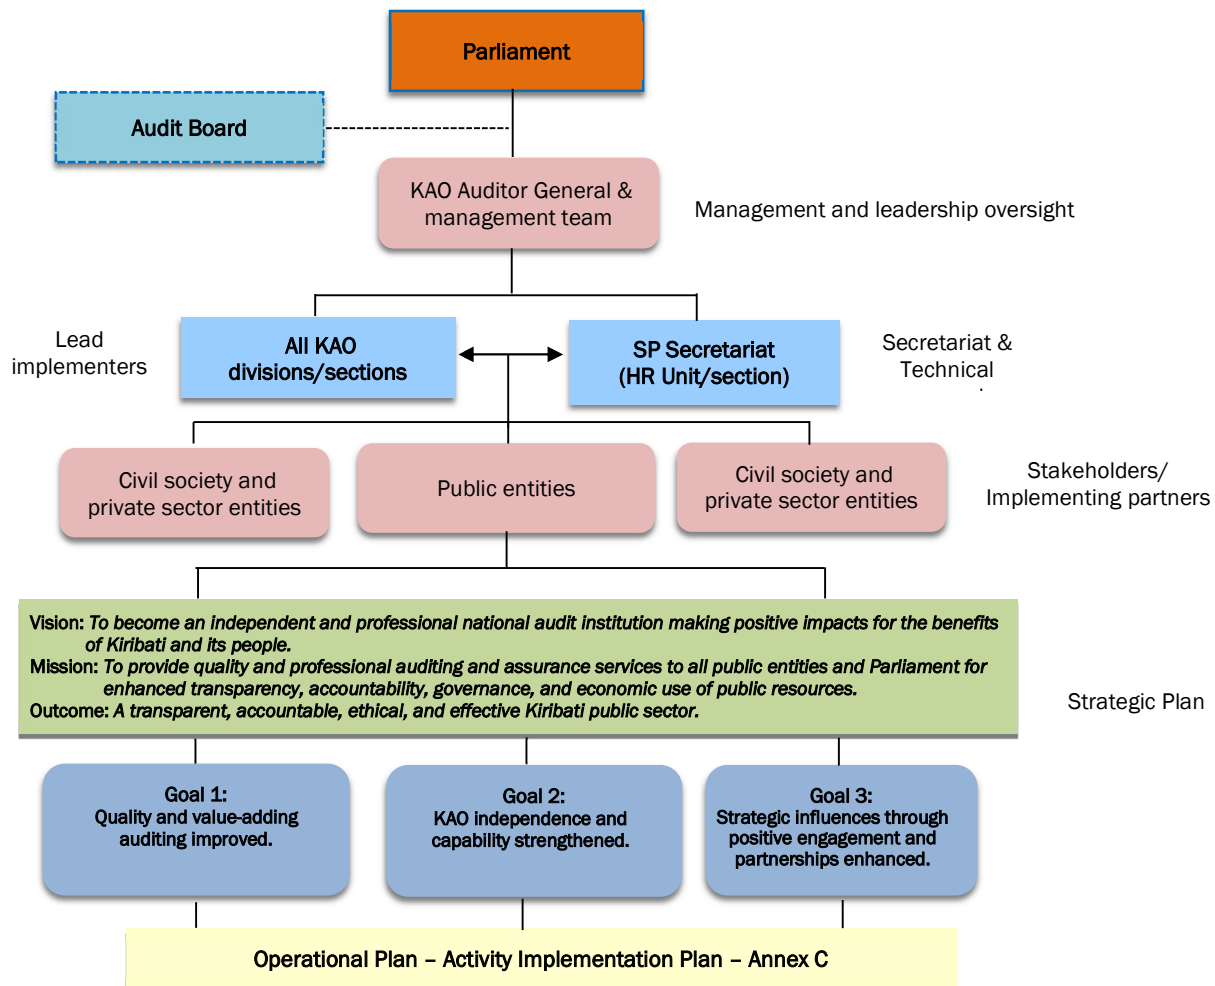 Parliament
Audit Board
KAO Auditor General &
management team
Management and leadership oversight
Lead
implementers
All KAO
divisions/sections
SP Secretariat
(HR Unit/section)
Secretariat &
Technical
Civil society and
private sector entities
Public entities
Civil society and
private sector entities
Stakeholders/
Implementing partners
Vision: To become an independent and professional national audit institution making positive impacts for the benefits
of Kiribati and its people.
Mission: To provide quality and professional auditing and assurance services to all public entities and Parliament for
enhanced transparency, accountability, governance, and economic use of public resources.
Outcome: A transparent, accountable, ethical, and effective Kiribati public sector.
Strategic Plan
Goal 1:
Quality and value-adding
auditing improved.
Goal 2:
KAO independence and
capability strengthened.
Goal 3:
Strategic influences through
positive engagement and
partnerships enhanced.
Operational Plan – Activity Implementation Plan – Annex C